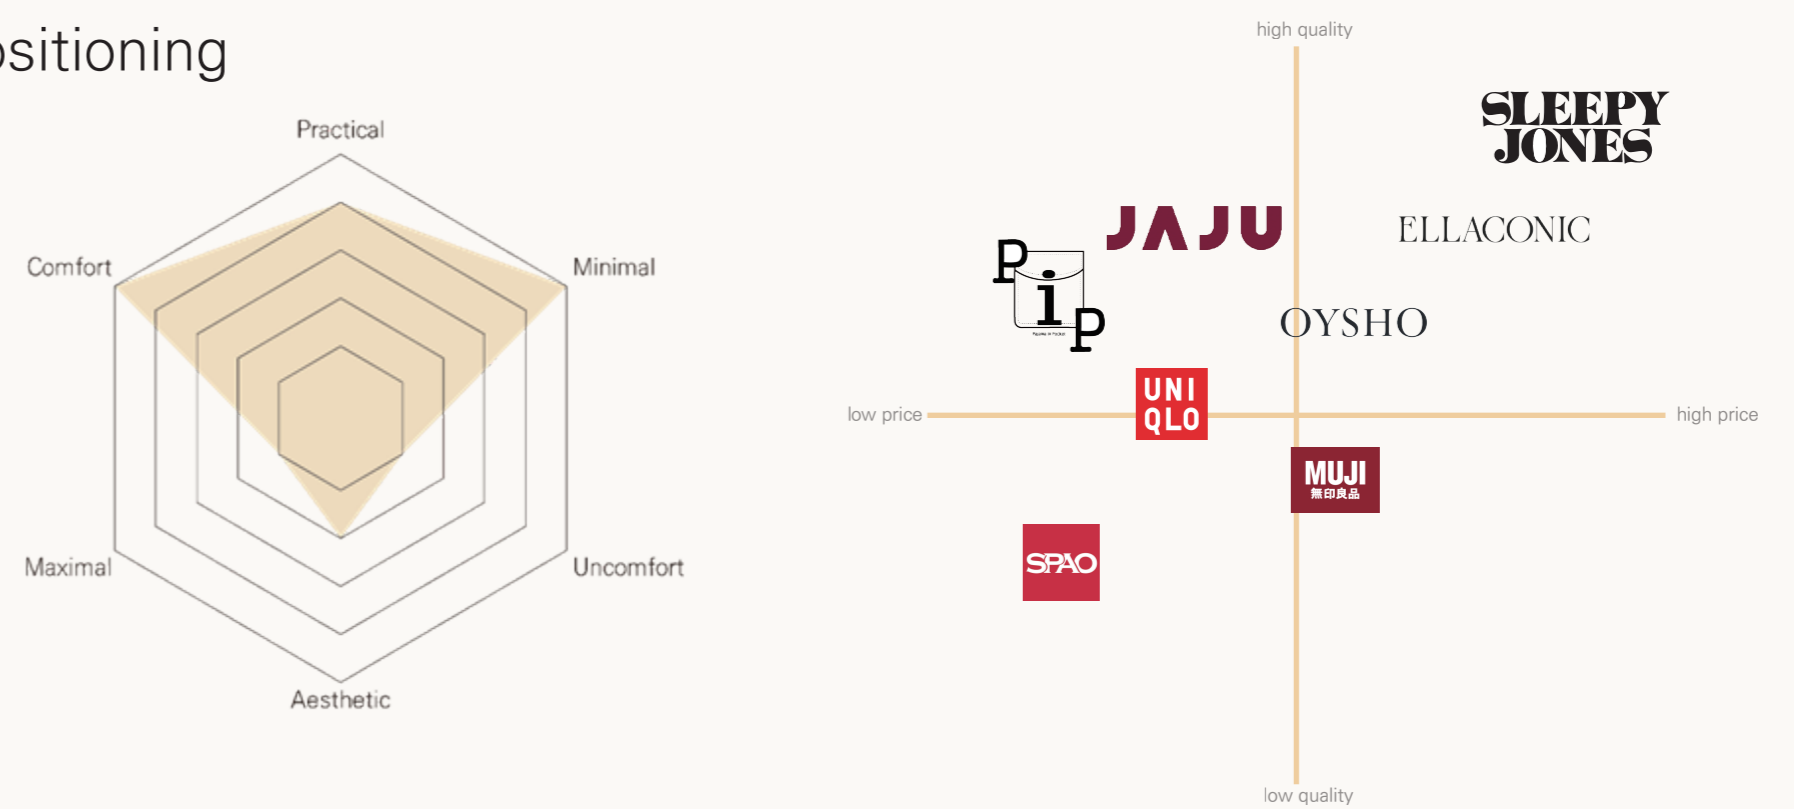 ositioning
Practical
Comfort
Minimal
Maximal
Uncomfort
Aesthetic
high quality
SLEEPY
JONES
JAJU
ELLACONIC
P
i
P
OYSHO
UNI
QLO
low price
high price
MUJI
無印良品
SPAO
low quality